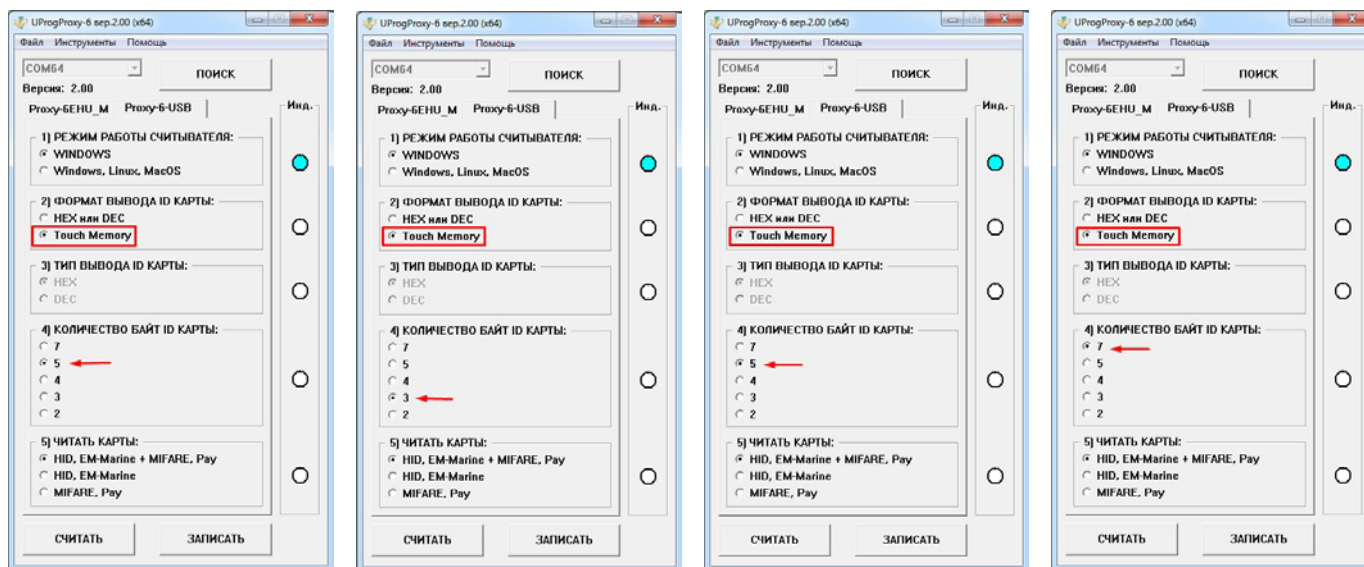 UProgProxy-6 вер.2.00 (x64)
Файл Инструменты Помощь
COM64
ПОИСК
Версия: 2.00
Proxy-6EHU_M Proxy-6-USB
Инд.
1) РЕЖИМ РАБОТЫ СЧИТЫВАТЕЛЯ:
WINDOWS
Windows, Linux, MacOS
2) ФОРМАТ ВЫВОДА ID КАРТЫ:
HEX или DEC
Touch Memory
3) ТИП ВЫВОДА ID КАРТЫ:
HEX
DEC
4) КОЛИЧЕСТВО БАЙТ ID КАРТЫ:
7
5
4
3
2
5) ЧИТАТЬ КАРТЫ:
HID, EM-Marine + MIFARE, Pay
HID, EM-Marine
MIFARE, Pay
СЧИТАТЬ ЗАПИСАТЬ
UProgProxy-6 вер.2.00 (x64)
Файл Инструменты Помощь
COM64
ПОИСК
Версия: 2.00
Proxy-6EHU_M Proxy-6-USB
Инд.
1) РЕЖИМ РАБОТЫ СЧИТЫВАТЕЛЯ:
WINDOWS
Windows, Linux, MacOS
2) ФОРМАТ ВЫВОДА ID КАРТЫ:
HEX или DEC
Touch Memory
3) ТИП ВЫВОДА ID КАРТЫ:
HEX
DEC
4) КОЛИЧЕСТВО БАЙТ ID КАРТЫ:
7
5
4
3
2
5) ЧИТАТЬ КАРТЫ:
HID, EM-Marine + MIFARE, Pay
HID, EM-Marine
MIFARE, Pay
СЧИТАТЬ ЗАПИСАТЬ
UProgProxy-6 вер.2.00 (x64)
Файл Инструменты Помощь
COM64
ПОИСК
Версия: 2.00
Proxy-6EHU_M Proxy-6-USB
Инд.
1) РЕЖИМ РАБОТЫ СЧИТЫВАТЕЛЯ:
WINDOWS
Windows, Linux, MacOS
2) ФОРМАТ ВЫВОДА ID КАРТЫ:
HEX или DEC
Touch Memory
3) ТИП ВЫВОДА ID КАРТЫ:
HEX
DEC
4) КОЛИЧЕСТВО БАЙТ ID КАРТЫ:
7
5
4
3
2
5) ЧИТАТЬ КАРТЫ:
HID, EM-Marine + MIFARE, Pay
HID, EM-Marine
MIFARE, Pay
СЧИТАТЬ ЗАПИСАТЬ
UProgProxy-6 вер.2.00 (x64)
Файл Инструменты Помощь
COM64
ПОИСК
Версия: 2.00
Proxy-6EHU_M Proxy-6-USB
Инд.
1) РЕЖИМ РАБОТЫ СЧИТЫВАТЕЛЯ:
WINDOWS
Windows, Linux, MacOS
2) ФОРМАТ ВЫВОДА ID КАРТЫ:
HEX или DEC
Touch Memory
3) ТИП ВЫВОДА ID КАРТЫ:
HEX
DEC
4) КОЛИЧЕСТВО БАЙТ ID КАРТЫ:
7
5
4
3
2
5) ЧИТАТЬ КАРТЫ:
HID, EM-Marine + MIFARE, Pay
HID, EM-Marine
MIFARE, Pay
СЧИТАТЬ ЗАПИСАТЬ